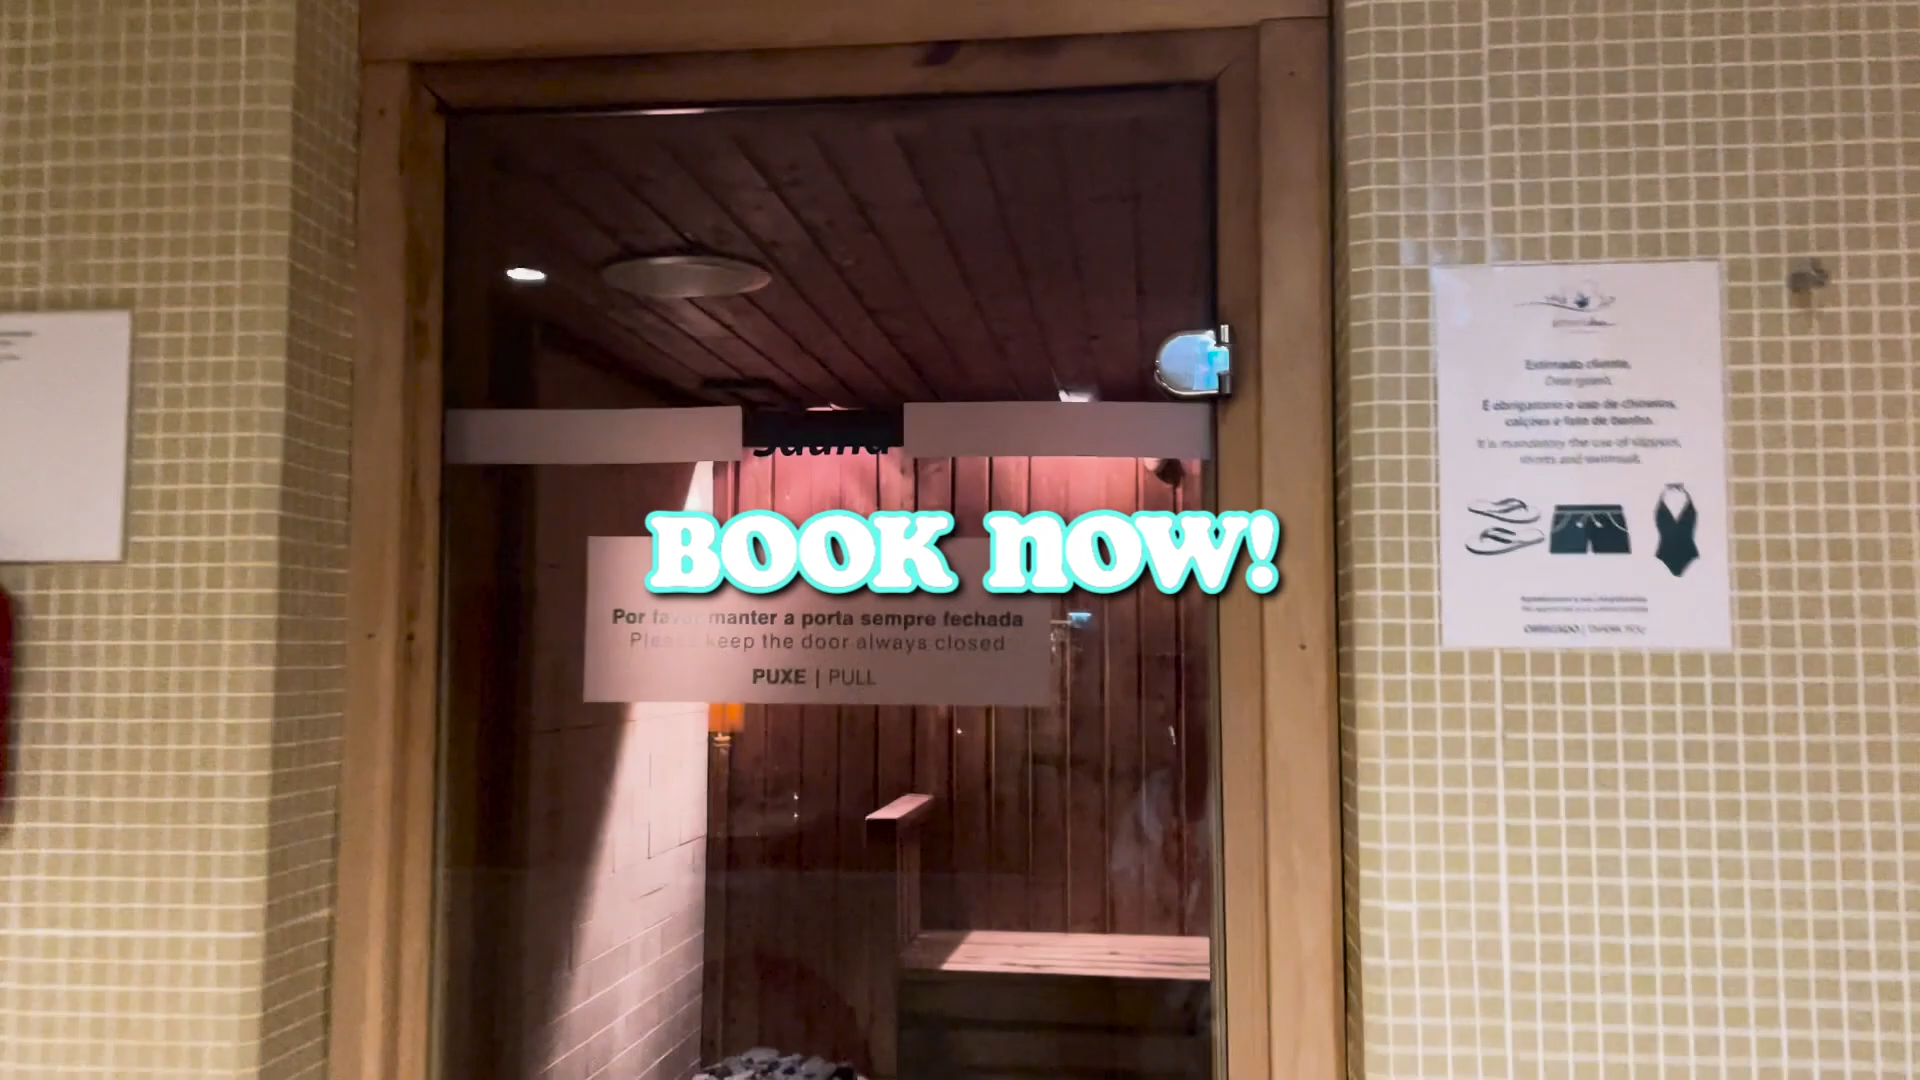 Sauna
BOOK NOW!
Por favor manter a porta sempre fechada
Please keep the door always closed
PUXE | PULL
Estimado cliente,
Dear guest,
É obrigatório o uso de chinelos,
calções e fato de banho.
It is mandatory the use of slippers,
shorts and swimsuit.
OBRIGADO | THANK YOU